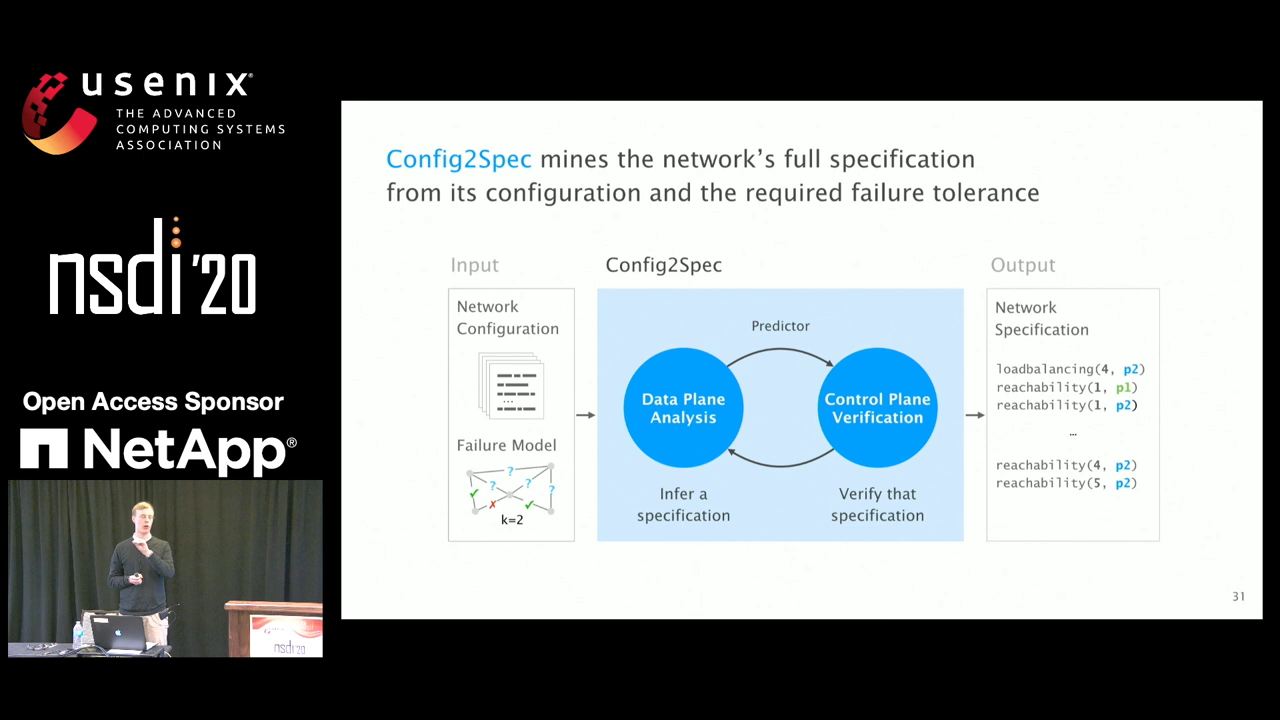 usenix®
THE ADVANCED
COMPUTING SYSTEMS
ASSOCIATION
nsdi '20
Open Access Sponsor
NetApp®
nsdi '20
Config2Spec mines the network's full specification
from its configuration and the required failure tolerance
Input
Config2Spec
Output
Network
Configuration
...
Failure Model
?
?
?
?
✓
✗
✓
k=2
Predictor
Data Plane
Analysis
Control Plane
Verification
Infer a
specification
Verify that
specification
Network
Specification
loadbalancing(4, p2)
reachability(1, p1)
reachability(1, p2)
…
reachability(4, p2)
reachability(5, p2)
31